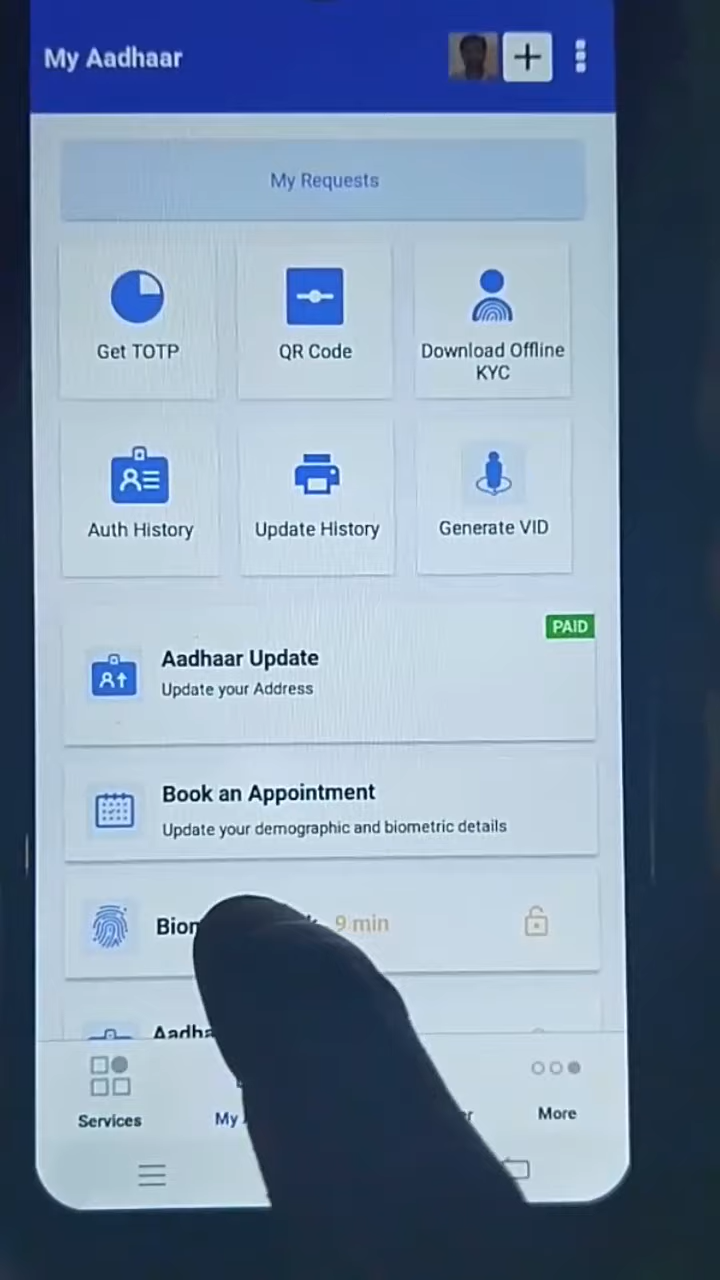 My Aadhaar
My Requests
Get TOTP
QR Code
Download Offline
KYC
Auth History
Update History
Generate VID
PAID
Aadhaar Update
Update your Address
Book an Appointment
Update your demographic and biometric details
9 min
Services
My
More